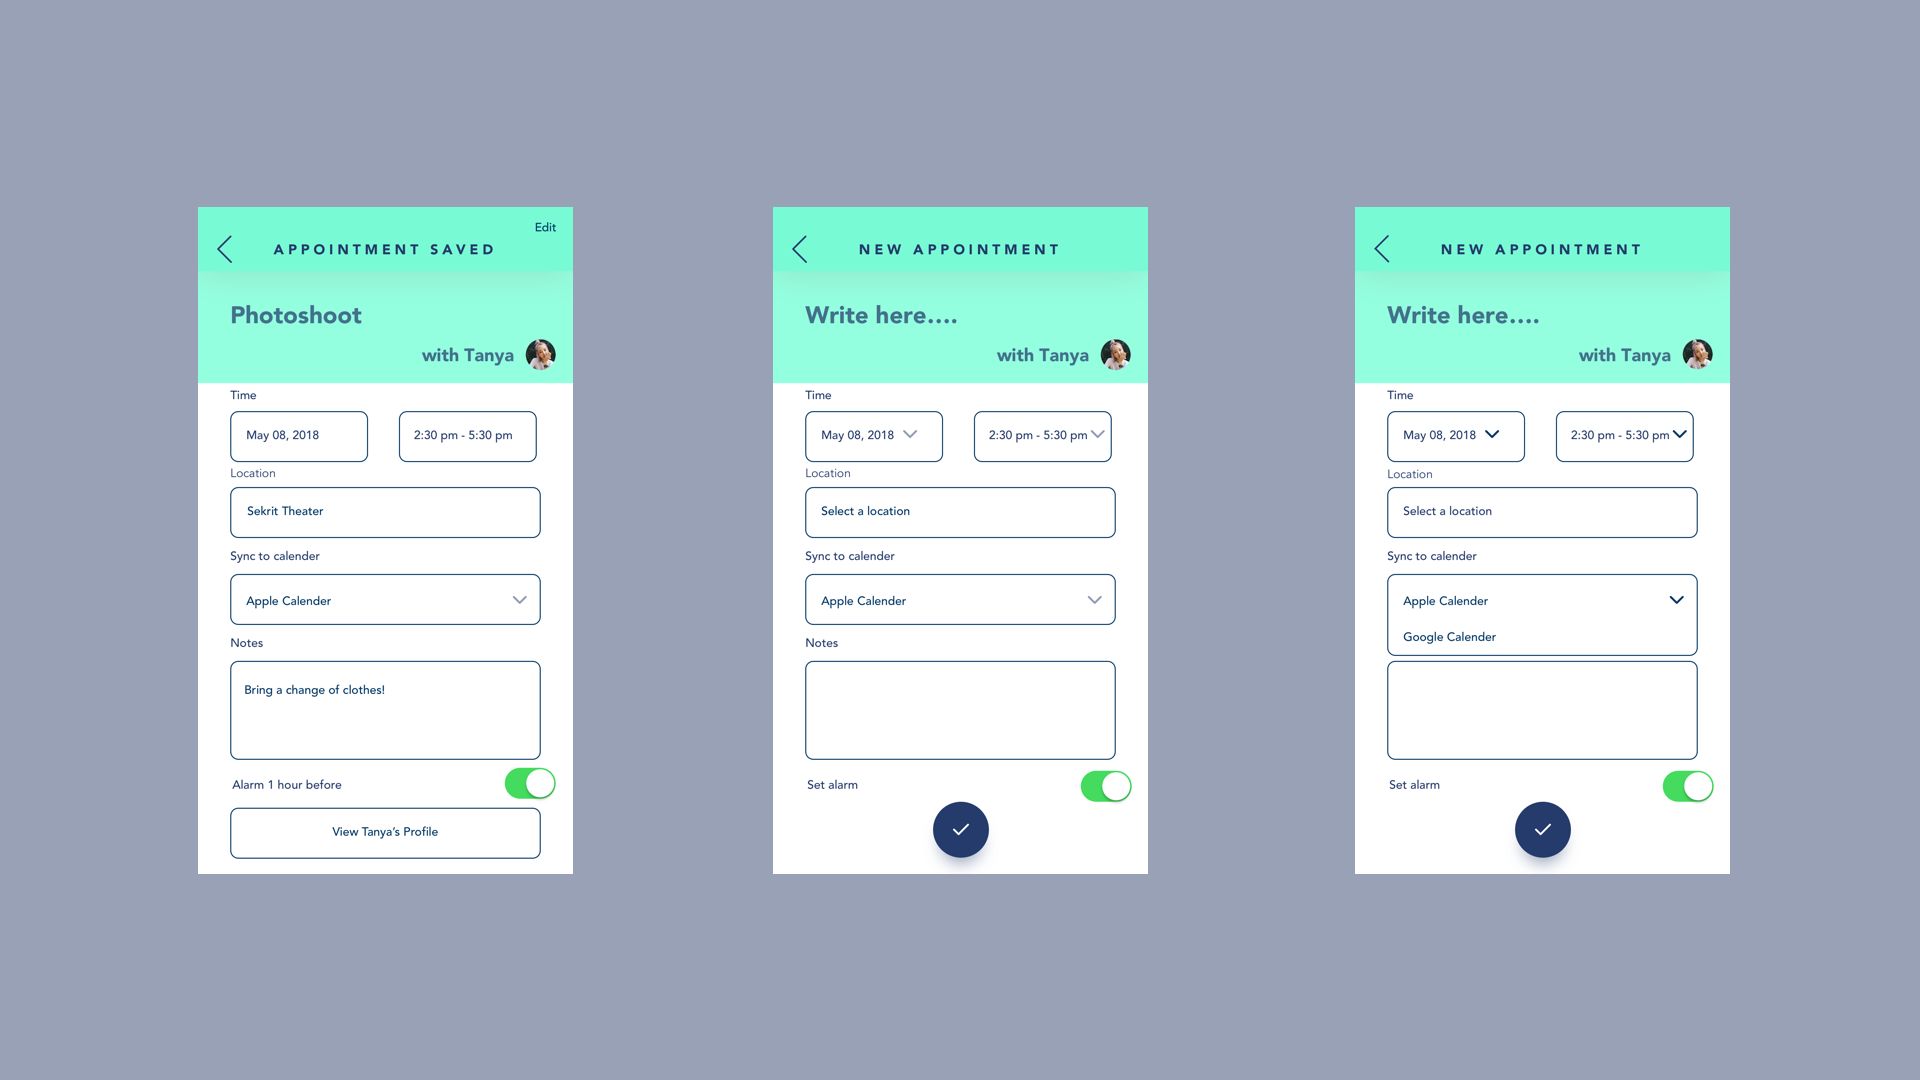 Edit
APPOINTMENT SAVED
Photoshoot
with Tanya
Time
May 08, 2018
2:30 pm - 5:30 pm
Location
Sekrit Theater
Sync to calender
Apple Calender
Notes
Bring a change of clothes!
Alarm 1 hour before
View Tanya's Profile
NEW APPOINTMENT
Write here....
with Tanya
Time
May 08, 2018
2:30 pm - 5:30 pm
Location
Select a location
Sync to calender
Apple Calender
Notes
Set alarm
NEW APPOINTMENT
Write here....
with Tanya
Time
May 08, 2018
2:30 pm - 5:30 pm
Location
Select a location
Sync to calender
Apple Calender
Google Calender
Set alarm